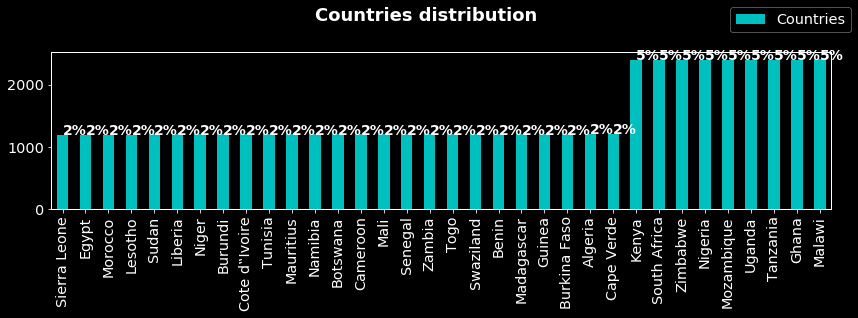 Countries distribution
Countries
5% 5% 5% 5% 5% 5% 5% 5% 5%
2000
2% 2% 2% 2% 2% 2% 2% 2% 2% 2% 2% 2% 2% 2% 2% 2% 2% 2% 2% 2% 2% 2% 2% 2% 2%
1000
0
Sierra Leone
Egypt
Morocco
Lesotho
Sudan
Liberia
Niger
Burundi
Cote d"Ivoire
Tunisia
Mauritius
Namibia
Botswana
Cameroon
Mali
Senegal
Zambia
Togo
Swaziland
Benin
Madagascar
Guinea
Burkina Faso
Algeria
Cape Verde
Kenya
South Africa
Zimbabwe
Nigeria
Mozambique
Uganda
Tanzania
Ghana
Malawi